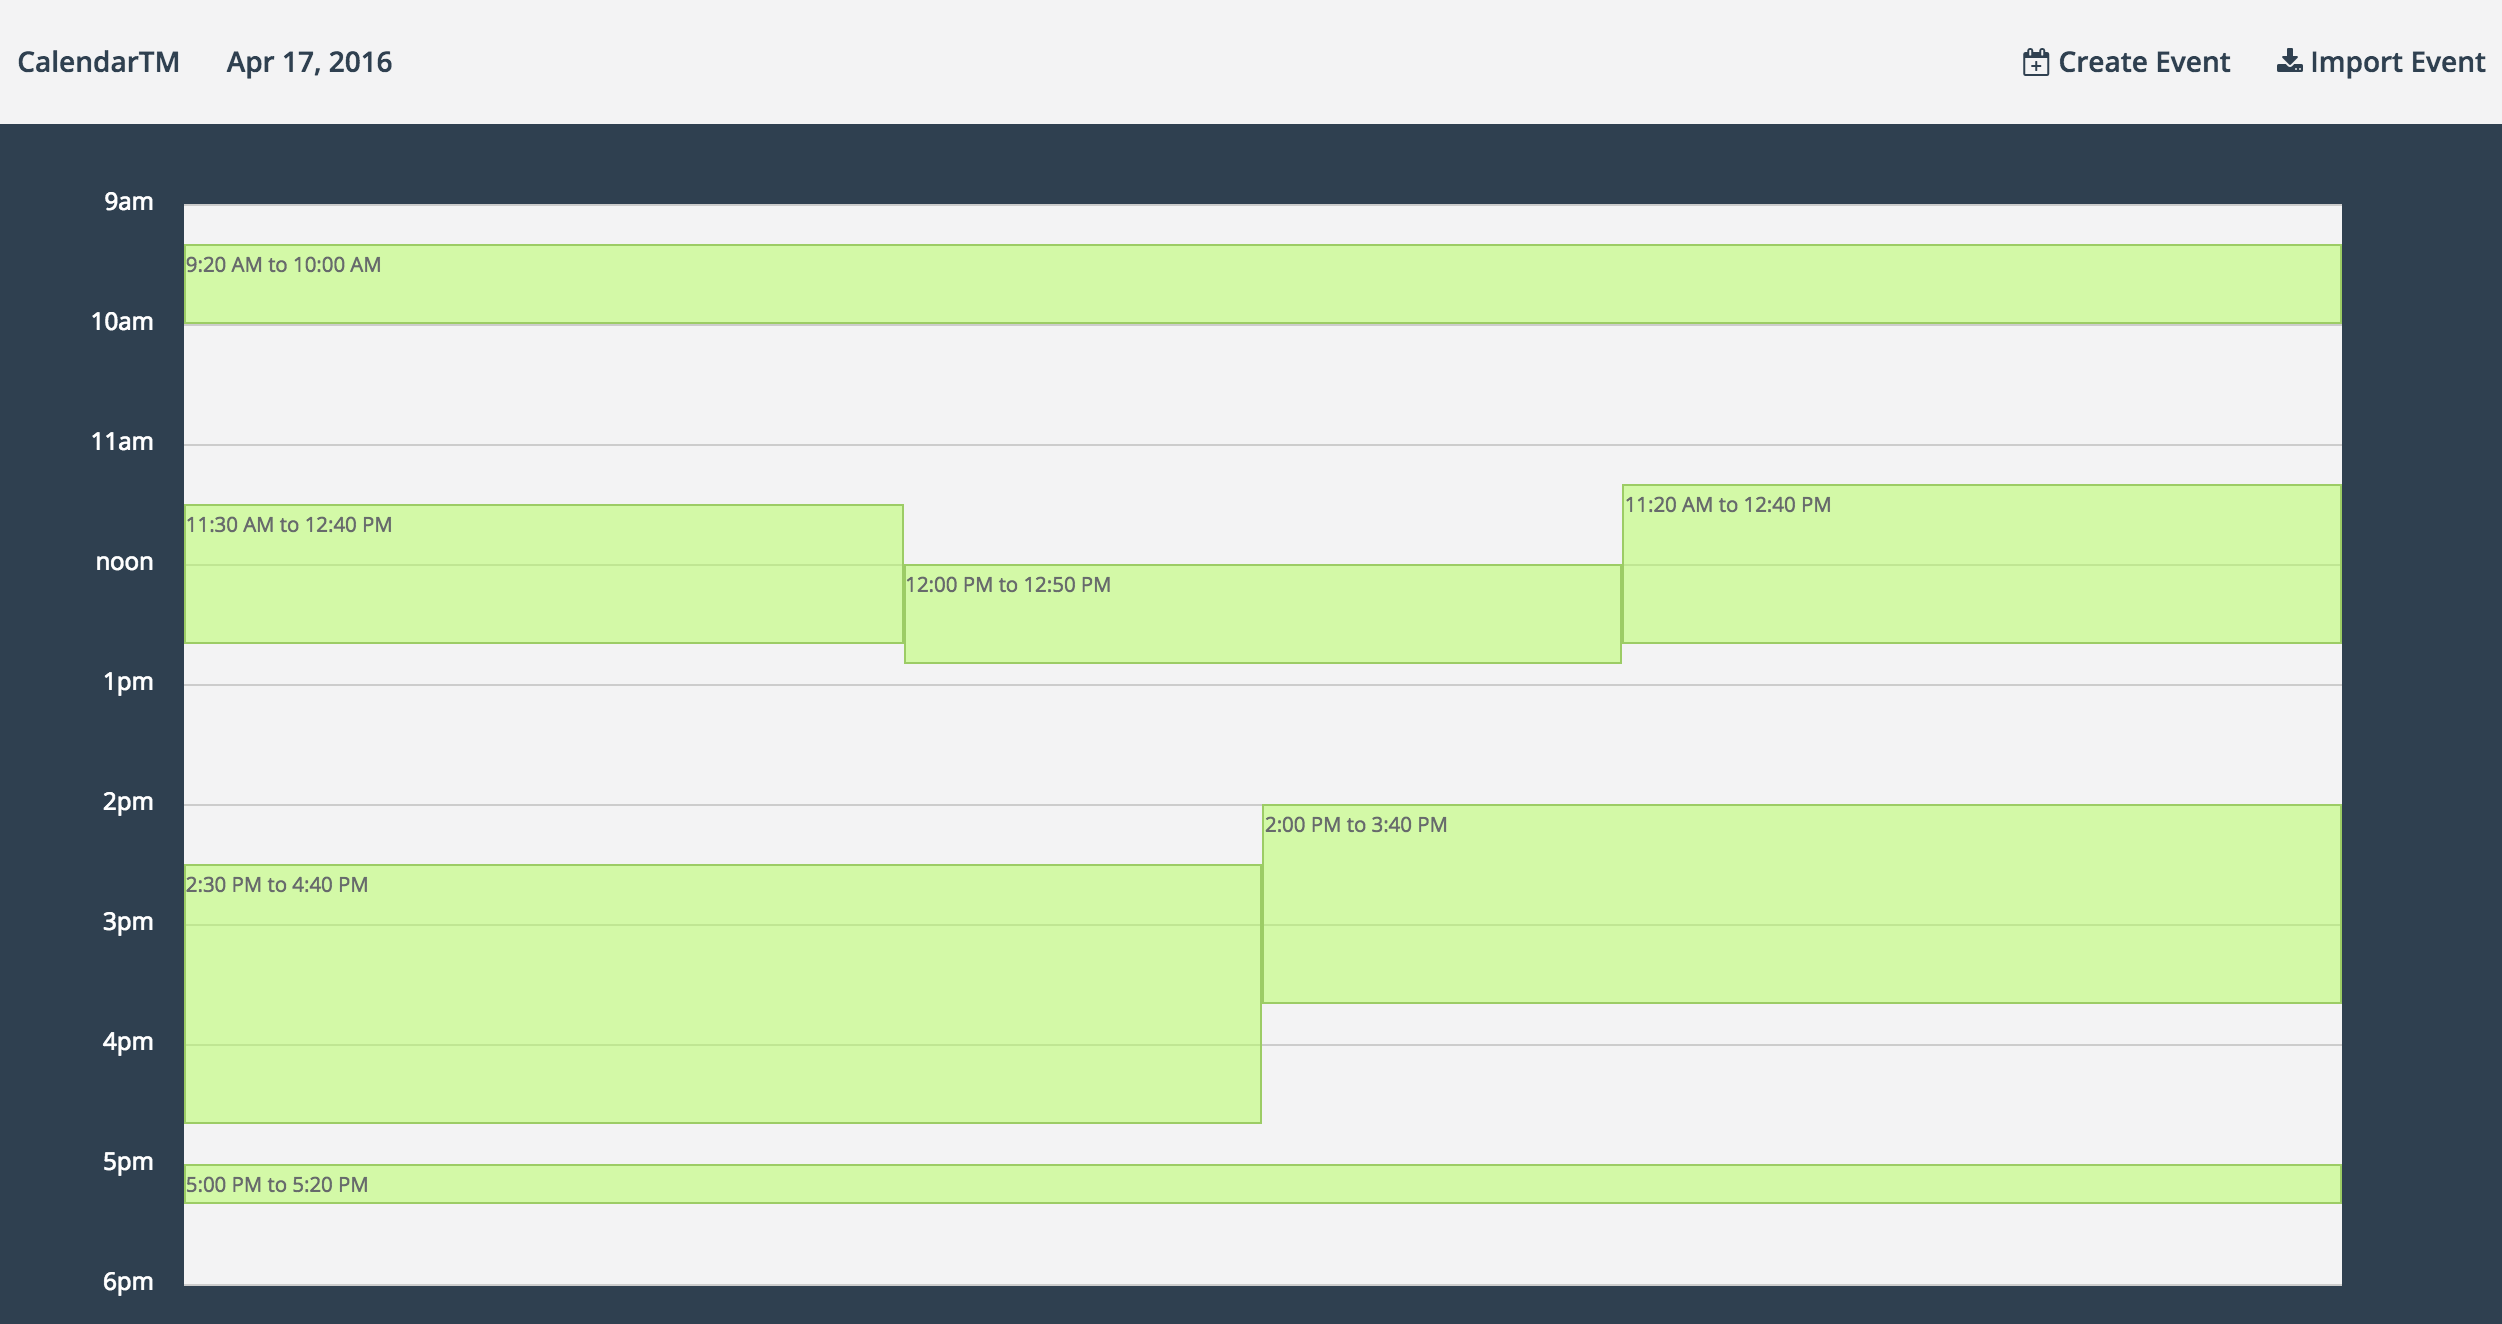 CalendarTM
Apr 17, 2016
Create Event
Import Event
9am
9:20 AM to 10:00 AM
10am
11am
11:20 AM to 12:40 PM
11:30 AM to 12:40 PM
noon
12:00 PM to 12:50 PM
1pm
2pm
2:00 PM to 3:40 PM
2:30 PM to 4:40 PM
3pm
4pm
5pm
5:00 PM to 5:20 PM
6pm